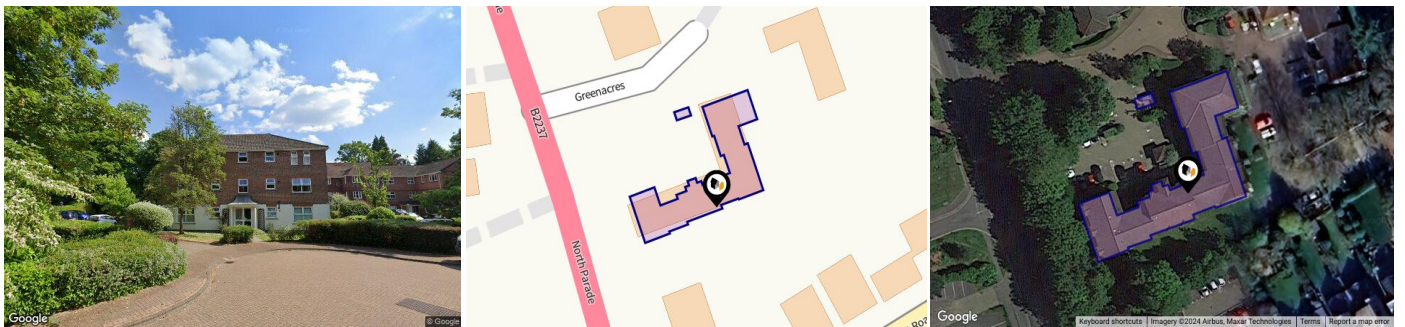 Google
© Google
Greenacres
B2237
North Parade
Google
Keyboard shortcuts
Imagery ©2024 Airbus, Maxar Technologies
Terms
Report a map error